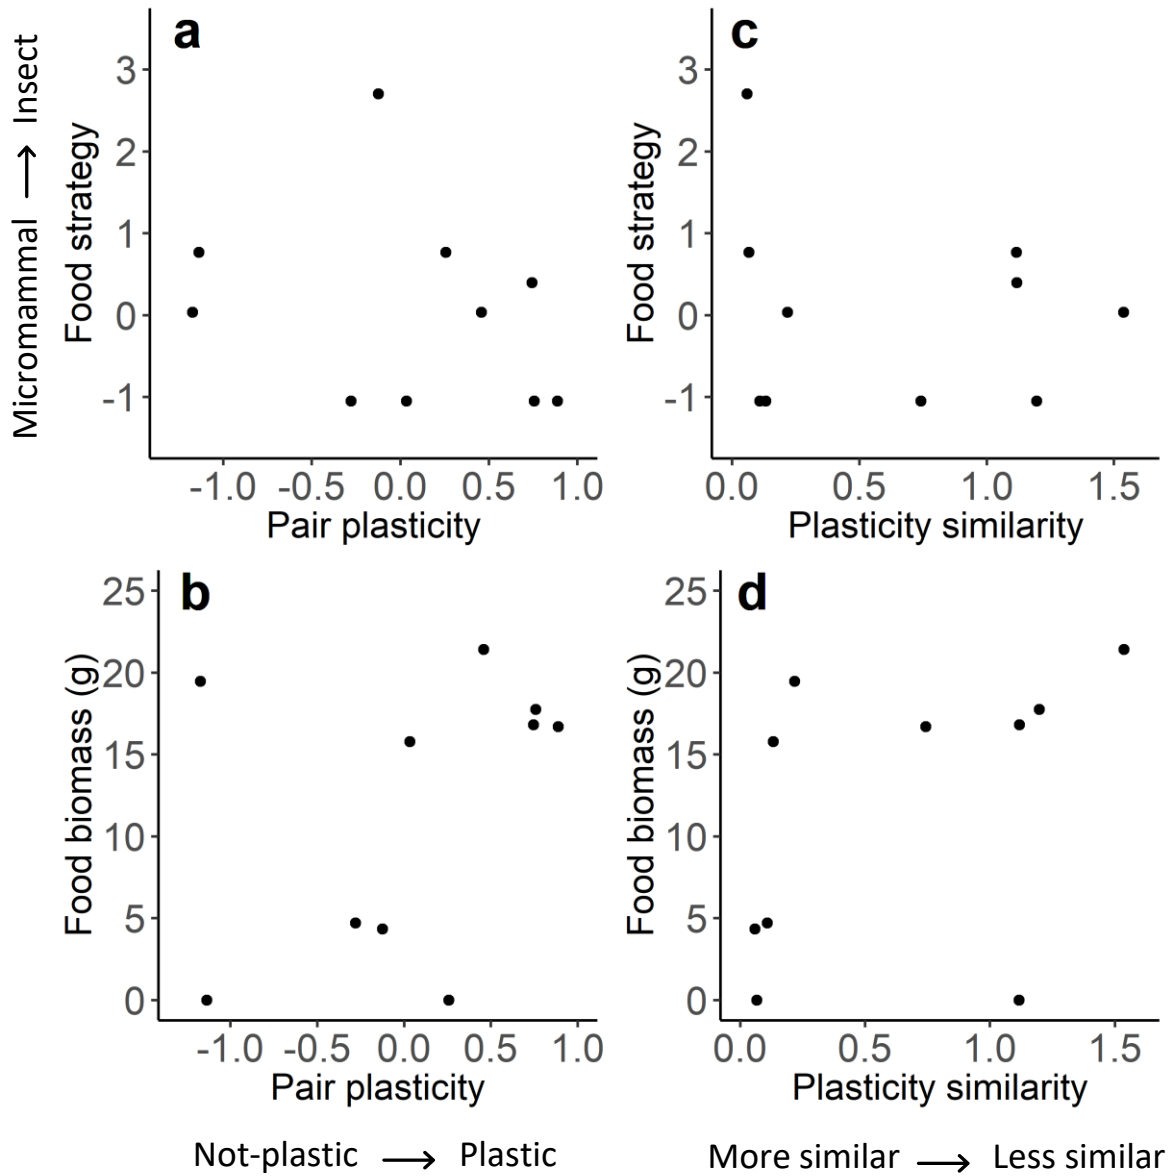 Micromammal → Insect
a
Food strategy
3
2
1
0
-1
-1.0 -0.5 0.0 0.5 1.0
Pair plasticity
c
Food strategy
3
2
1
0
-1
0.0 0.5 1.0 1.5
Plasticity similarity
b
Food biomass (g)
25
20
15
10
5
0
-1.0 -0.5 0.0 0.5 1.0
Pair plasticity
d
Food biomass (g)
25
20
15
10
5
0
0.0 0.5 1.0 1.5
Plasticity similarity
Not-plastic → Plastic
More similar → Less similar